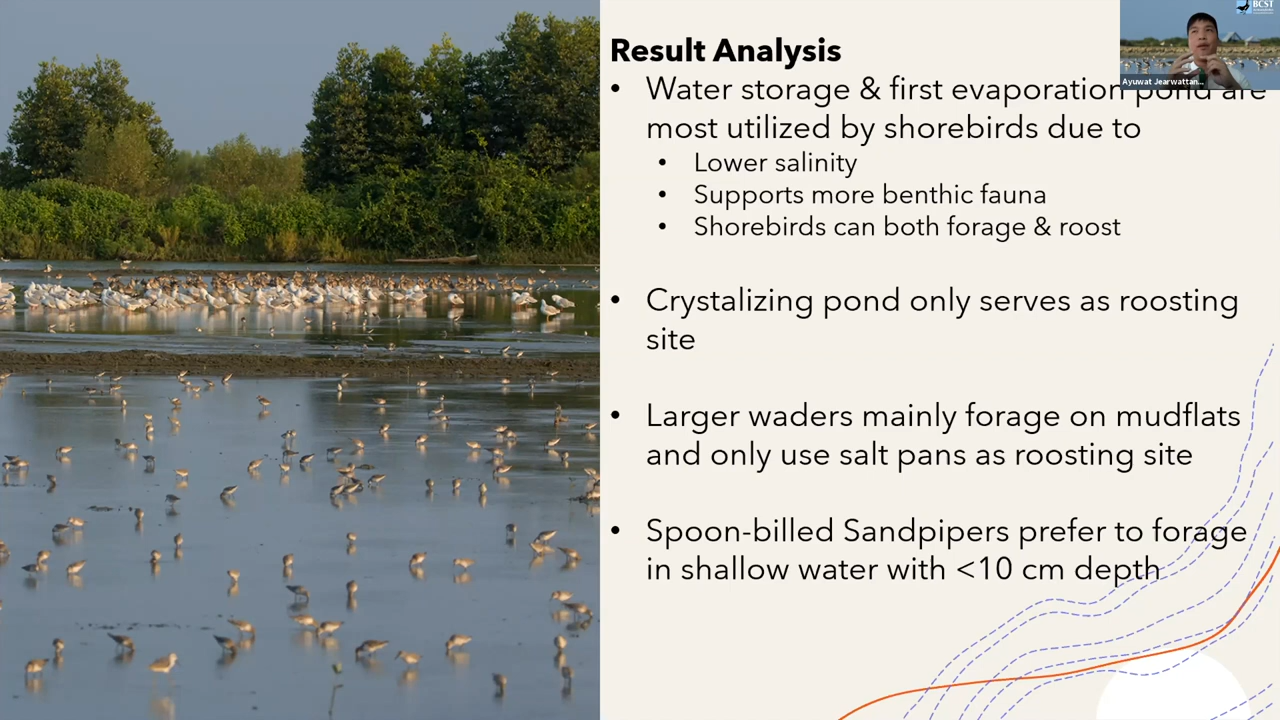 Result Analysis
• Water storage & first evaporation pond are
most utilized by shorebirds due to
• Lower salinity
• Supports more benthic fauna
• Shorebirds can both forage & roost
• Crystalizing pond only serves as roosting
site
• Larger waders mainly forage on mudflats
and only use salt pans as roosting site
• Spoon-billed Sandpipers prefer to forage
in shallow water with <10 cm depth
BCST
Ayuwat Jearwattan...